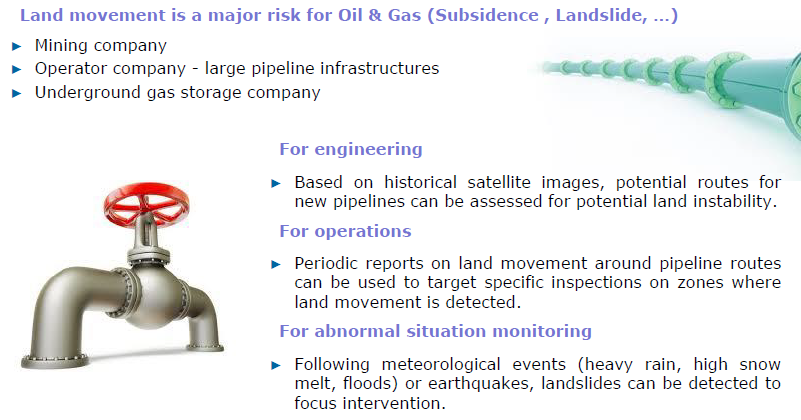 Land movement is a major risk for Oil & Gas (Subsidence , Landslide, ...)
► Mining company
► Operator company - large pipeline infrastructures
► Underground gas storage company
For engineering
► Based on historical satellite images, potential routes for
new pipelines can be assessed for potential land instability.
For operations
► Periodic reports on land movement around pipeline routes
can be used to target specific inspections on zones where
land movement is detected.
For abnormal situation monitoring
► Following meteorological events (heavy rain, high snow
melt, floods) or earthquakes, landslides can be detected to
focus intervention.